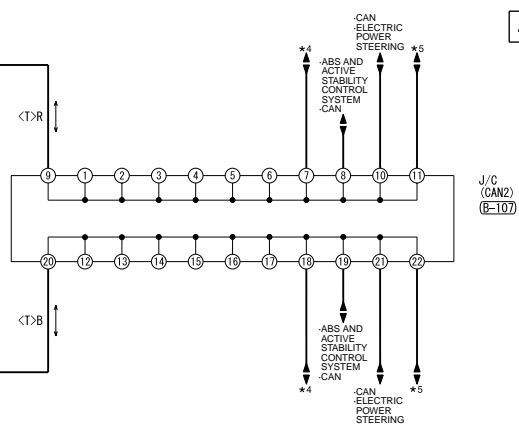 -CAN
-ELECTRIC
POWER
STEERING
*4
*5
-ABS AND
ACTIVE
STABILITY
CONTROL
SYSTEM
-CAN
<T>R
9 1 2 3 4 5 6 7 8 10 11
J/C
(CAN2)
B-107
20 12 13 14 15 16 17 18 19 21 22
<T>B
-ABS AND
ACTIVE
STABILITY
CONTROL
SYSTEM
-CAN
*4
*5
-CAN
-ELECTRIC
POWER
STEERING